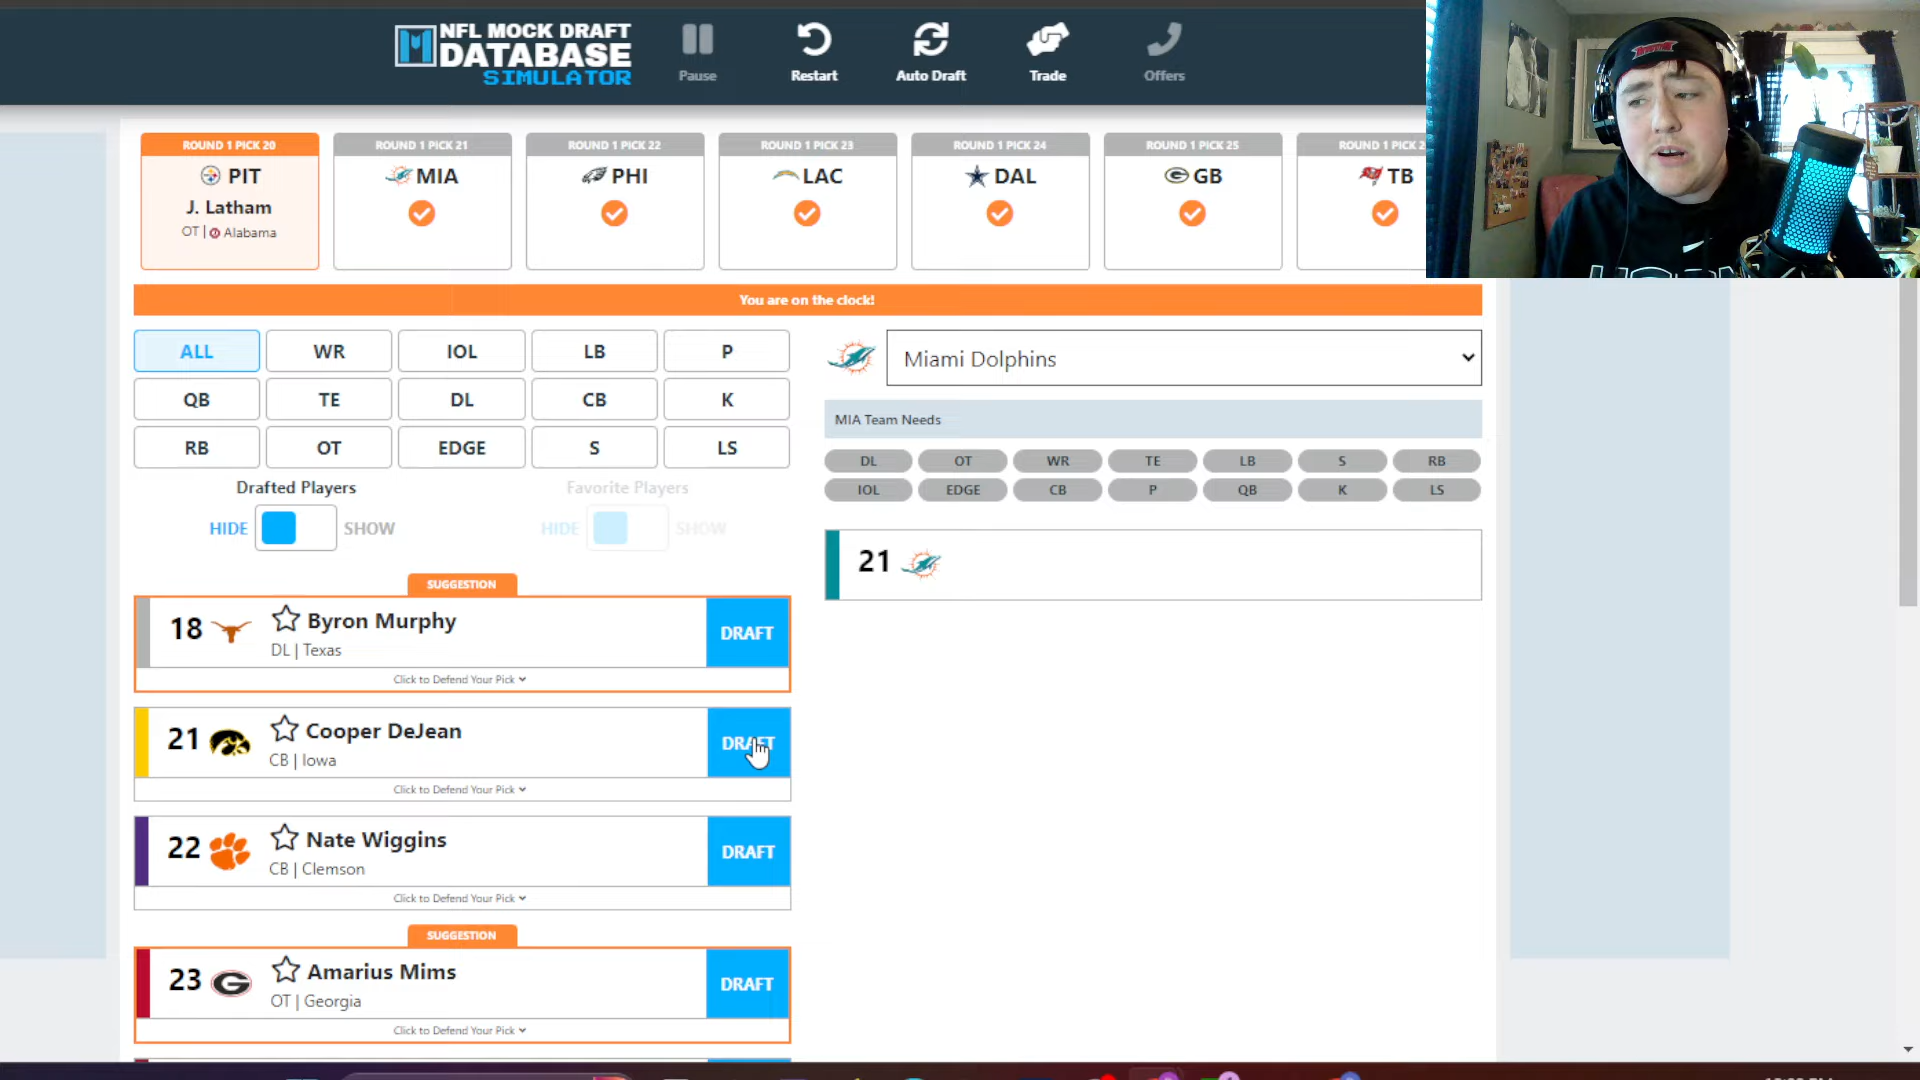 NFL MOCK DRAFT
DATABASE
SIMULATOR
Pause
Restart
Auto Draft
Trade
Offers
ROUND 1 PICK 20
PIT
J. Latham
OT | Alabama
ROUND 1 PICK 21
MIA
ROUND 1 PICK 22
PHI
ROUND 1 PICK 23
LAC
ROUND 1 PICK 24
DAL
ROUND 1 PICK 25
GB
ROUND 1 PICK 2
TB
You are on the clock!
ALL WR IOL LB P
QB TE DL CB K
RB OT EDGE S LS
Drafted Players
HIDE SHOW
Favorite Players
HIDE SHOW
SUGGESTION
18 Byron Murphy
DL | Texas
DRAFT
Click to Defend Your Pick
21 Cooper DeJean
CB | Iowa
DRAFT
Click to Defend Your Pick
22 Nate Wiggins
CB | Clemson
DRAFT
Click to Defend Your Pick
SUGGESTION
23 Amarius Mims
OT | Georgia
DRAFT
Click to Defend Your Pick
Miami Dolphins
MIA Team Needs
DL OT WR TE LB S RB
IOL EDGE CB P QB K LS
21